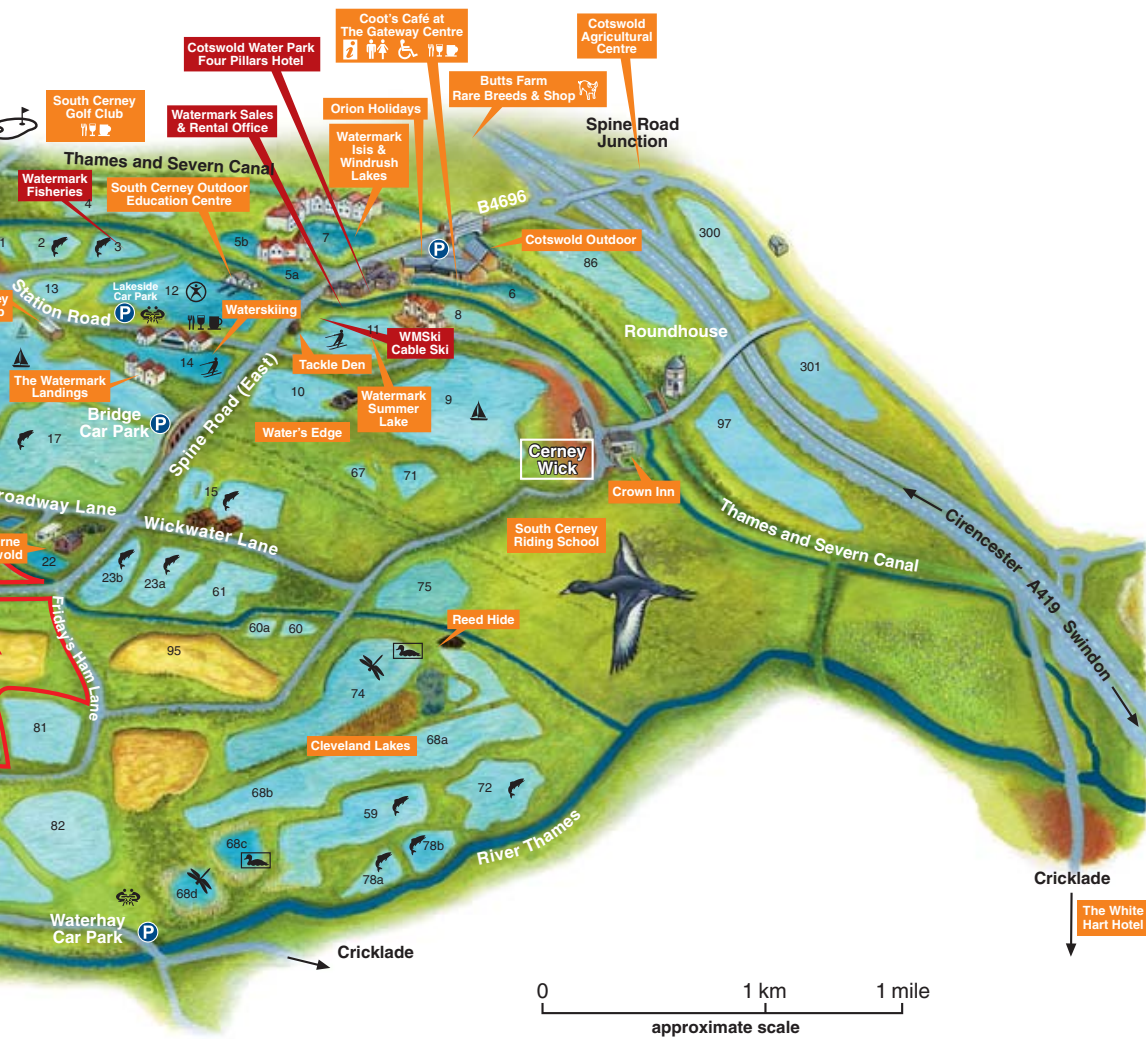 Coot's Café at
The Gateway Centre
Cotswold
Agricultural
Centre
Cotswold Water Park
Four Pillars Hotel
Butts Farm
Rare Breeds & Shop
South Cerney
Golf Club
Watermark Sales
& Rental Office
Orion Holidays
Spine Road
Junction
Watermark
Isis &
Windrush
Lakes
Thames and Severn Canal
Watermark
Fisheries
South Cerney Outdoor
Education Centre
B4696
4
1
2
3
5b
7
P
Cotswold Outdoor
300
86
5a
13
Lakeside
Car Park
12
P
6
Station Road
Waterskiing
8
11
WMSki
Cable Ski
Roundhouse
14
Tackle Den
301
The Watermark
Landings
Spine Road (East)
10
Watermark
Summer
Lake
9
Bridge
Car Park
P
97
17
Water's Edge
Cerney
Wick
67
71
15
Crown Inn
roadway Lane
Wickwater Lane
Thames and Severn Canal
Cirencester A419 Swindon
South Cerney
Riding School
rne
wold
22
23b
23a
61
75
Friday's Ham Lane
60a
60
Reed Hide
95
74
81
Cleveland Lakes
68a
68b
72
59
82
68c
78b
78a
68d
River Thames
Waterhay
Car Park
P
Cricklade
Cricklade
The White
Hart Hotel
0
1 km
1 mile
approximate scale